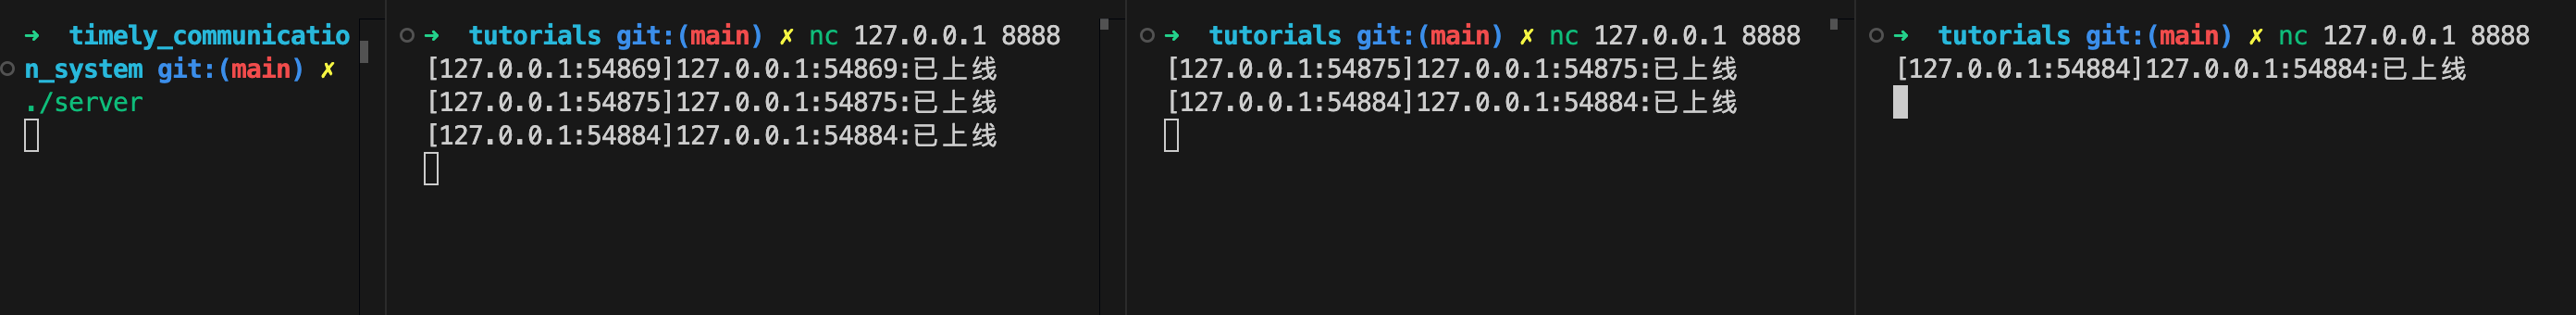 ➜  timely_communicatio
n_system git:(main) ✗
./server
➜  tutorials git:(main) ✗ nc 127.0.0.1 8888
[127.0.0.1:54869]127.0.0.1:54869:已上线
[127.0.0.1:54875]127.0.0.1:54875:已上线
[127.0.0.1:54884]127.0.0.1:54884:已上线
➜  tutorials git:(main) ✗ nc 127.0.0.1 8888
[127.0.0.1:54875]127.0.0.1:54875:已上线
[127.0.0.1:54884]127.0.0.1:54884:已上线
➜  tutorials git:(main) ✗ nc 127.0.0.1 8888
[127.0.0.1:54884]127.0.0.1:54884:已上线